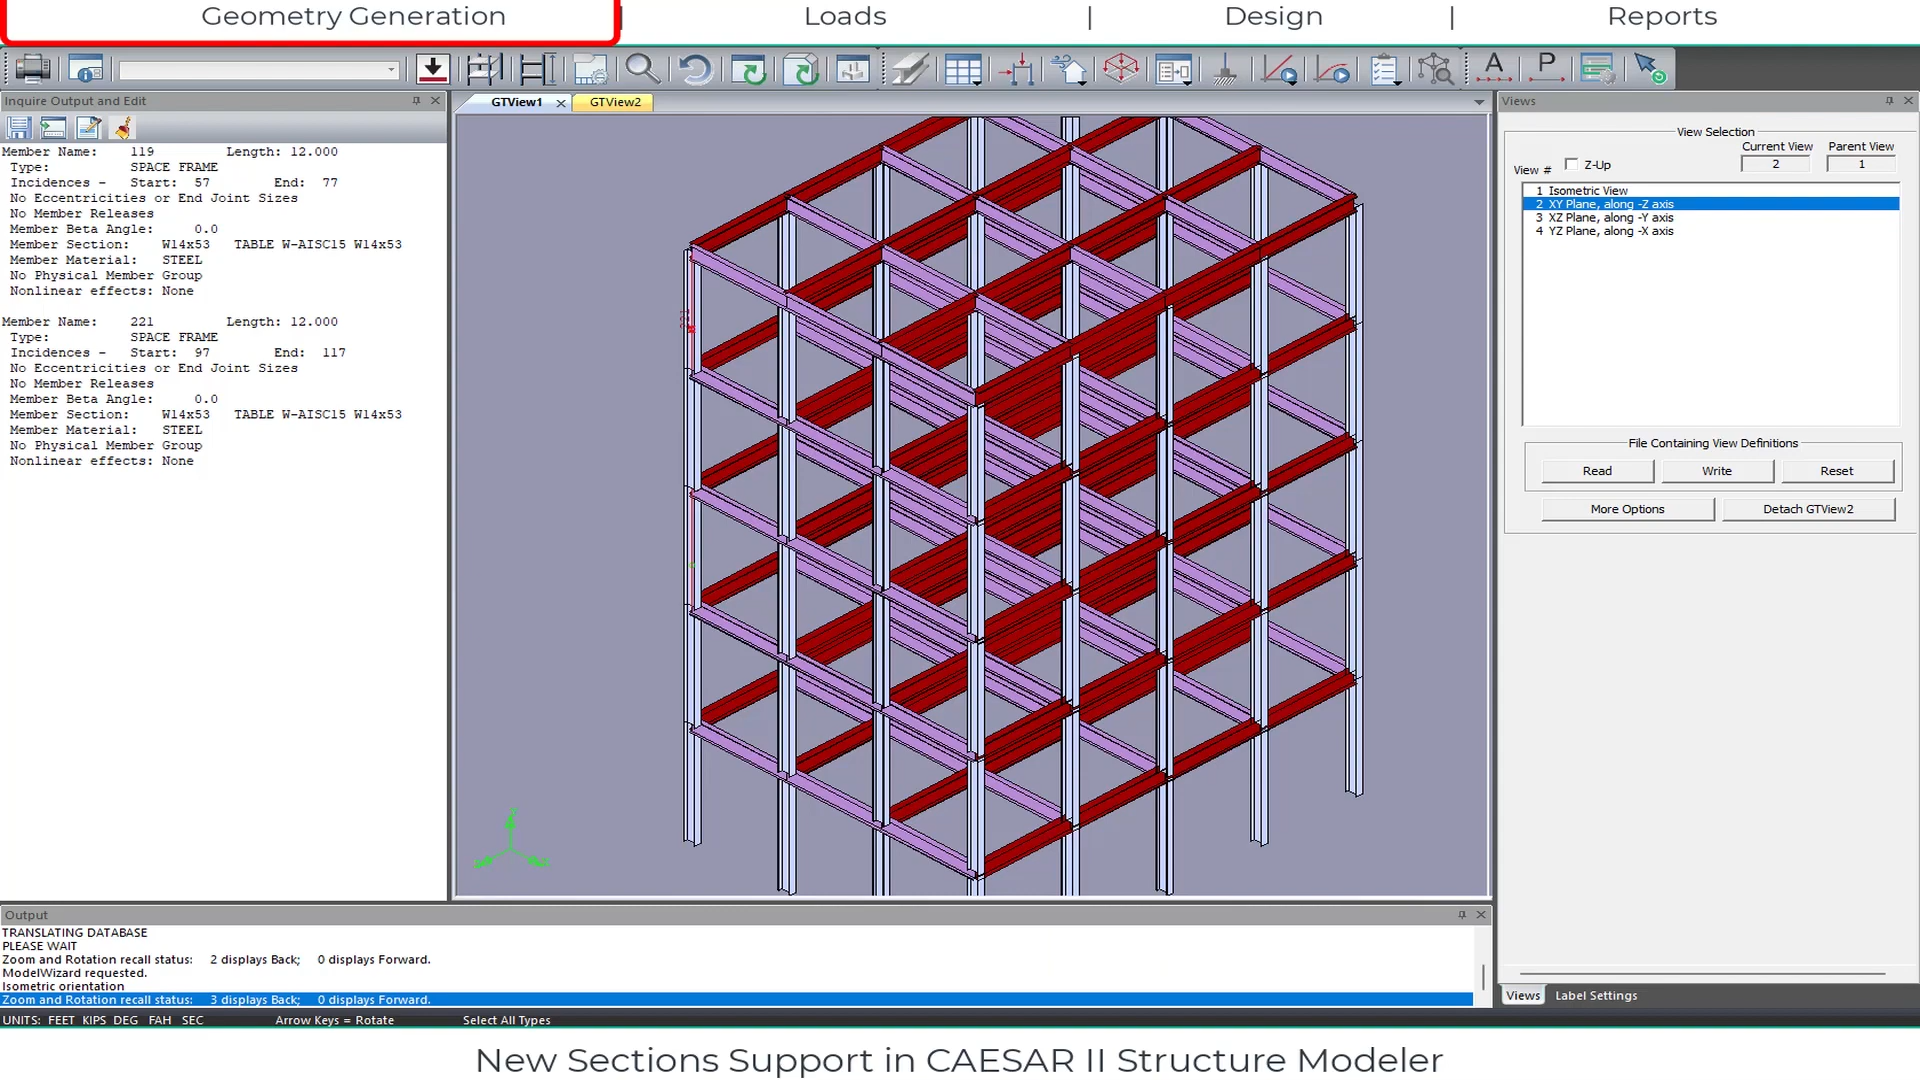 Geometry Generation | Loads | Design | Reports
A P
Inquire Output and Edit
Member Name: 119 Length: 12.000
Type: SPACE FRAME
Incidences - Start: 57 End: 77
No Eccentricities or End Joint Sizes
No Member Releases
Member Beta Angle: 0.0
Member Section: W14x53 TABLE W-AISC15 W14x53
Member Material: STEEL
No Physical Member Group
Nonlinear effects: None
Member Name: 221 Length: 12.000
Type: SPACE FRAME
Incidences - Start: 97 End: 117
No Eccentricities or End Joint Sizes
No Member Releases
Member Beta Angle: 0.0
Member Section: W14x53 TABLE W-AISC15 W14x53
Member Material: STEEL
No Physical Member Group
Nonlinear effects: None
GTView1 GTView2
Views
View Selection
Current View Parent View
View # Z-Up 2 1
1 Isometric View
2 XY Plane, along -Z axis
3 XZ Plane, along -Y axis
4 YZ Plane, along -X axis
File Containing View Definitions
Read Write Reset
More Options Detach GTView2
Views Label Settings
Output
TRANSLATING DATABASE
PLEASE WAIT
Zoom and Rotation recall status: 2 displays Back; 0 displays Forward.
ModelWizard requested.
Isometric orientation
Zoom and Rotation recall status: 3 displays Back; 0 displays Forward.
UNITS: FEET KIPS DEG FAH SEC Arrow Keys = Rotate Select All Types
New Sections Support in CAESAR II Structure Modeler